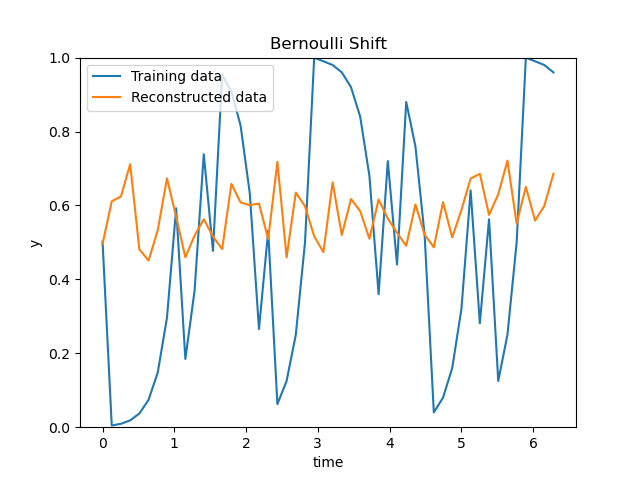 Bernoulli Shift
Training data
Reconstructed data
y
1.0
0.8
0.6
0.4
0.2
0.0
0 1 2 3 4 5 6
time